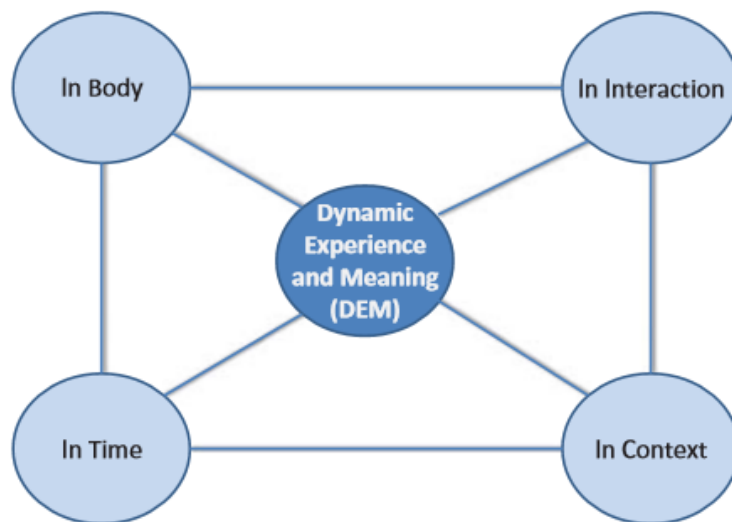 In Body
In Interaction
Dynamic
Experience
and Meaning
(DEM)
In Time
In Context